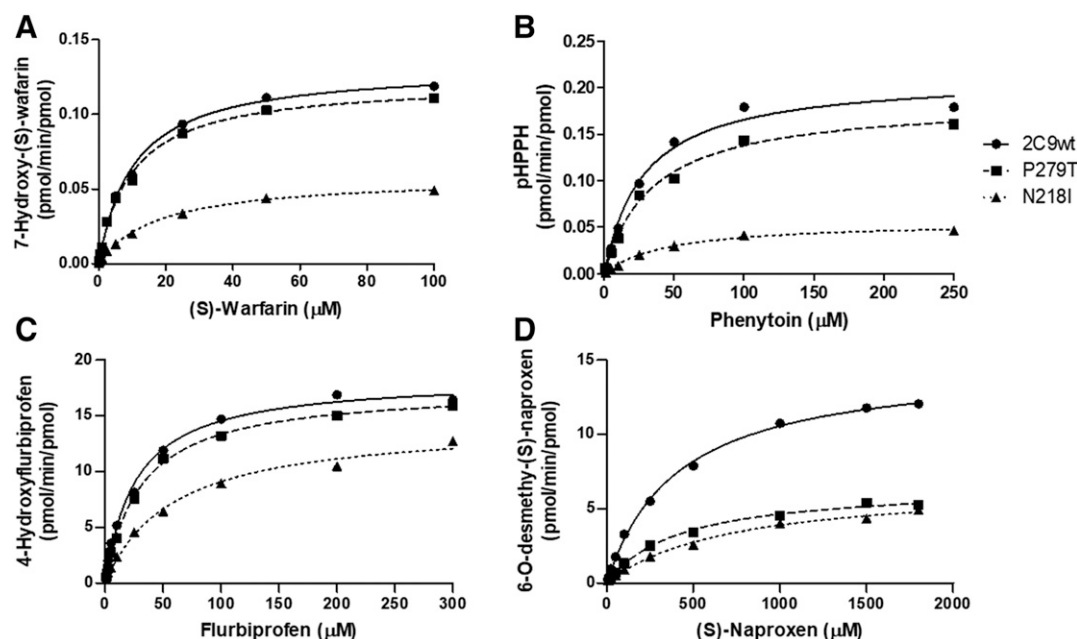 A
7-Hydroxy-(S)-wafarin
(pmol/min/pmol)
0.15
0.10
0.05
0.00
0 20 40 60 80 100
(S)-Warfarin (μM)
B
pHPPH
(pmol/min/pmol)
0.25
0.20
0.15
0.10
0.05
0.00
0 50 100 150 200 250
Phenytoin (μM)
2C9wt
P279T
N218I
C
4-Hydroxyflurbiprofen
(pmol/min/pmol)
20
15
10
5
0
0 50 100 150 200 250 300
Flurbiprofen (μM)
D
6-O-desmethy-(S)-naproxen
(pmol/min/pmol)
15
10
5
0
0 500 1000 1500 2000
(S)-Naproxen (μM)